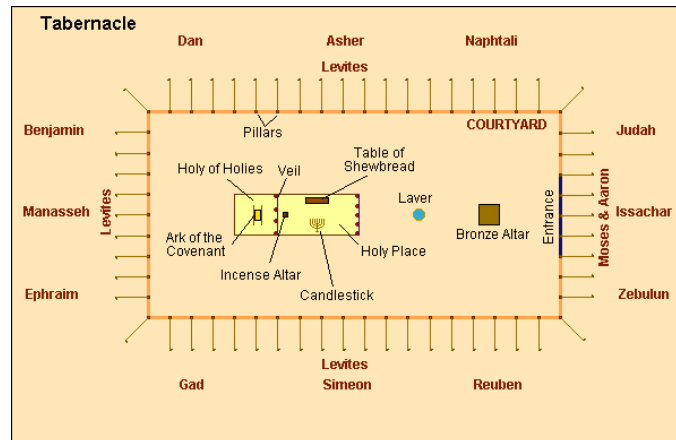 Tabernacle
Dan
Asher
Naphtali
Levites
Benjamin
Pillars
COURTYARD
Judah
Holy of Holies
Veil
Table of
Shewbread
Manasseh
Levites
Laver
Bronze Altar
Entrance
Moses & Aaron
Issachar
Ark of the
Covenant
Holy Place
Incense Altar
Candlestick
Ephraim
Zebulun
Levites
Gad
Simeon
Reuben